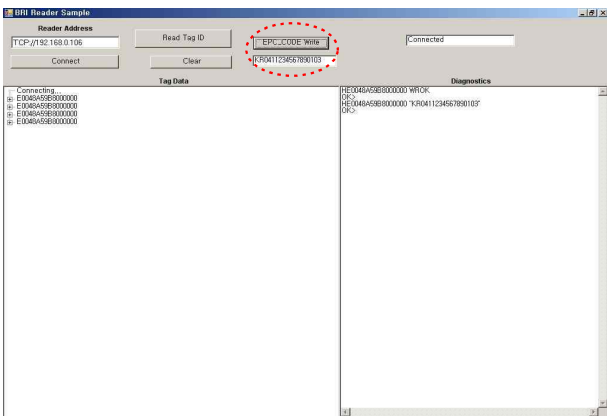 BRI Reader Sample
Reader Address
TCP://192.168.0.106
Connect
Read Tag ID
Clear
EPC_CODE Write
KR0411234567890103
Connected
Tag Data
Connecting...
E0048A59B8000000
E0048A59B8000000
E0048A59B8000000
E0048A59B8000000
Diagnostics
HE0048A59B8000000 WROK
OK>
HE0048A59B8000000 "KR0411234567890103"
OK>